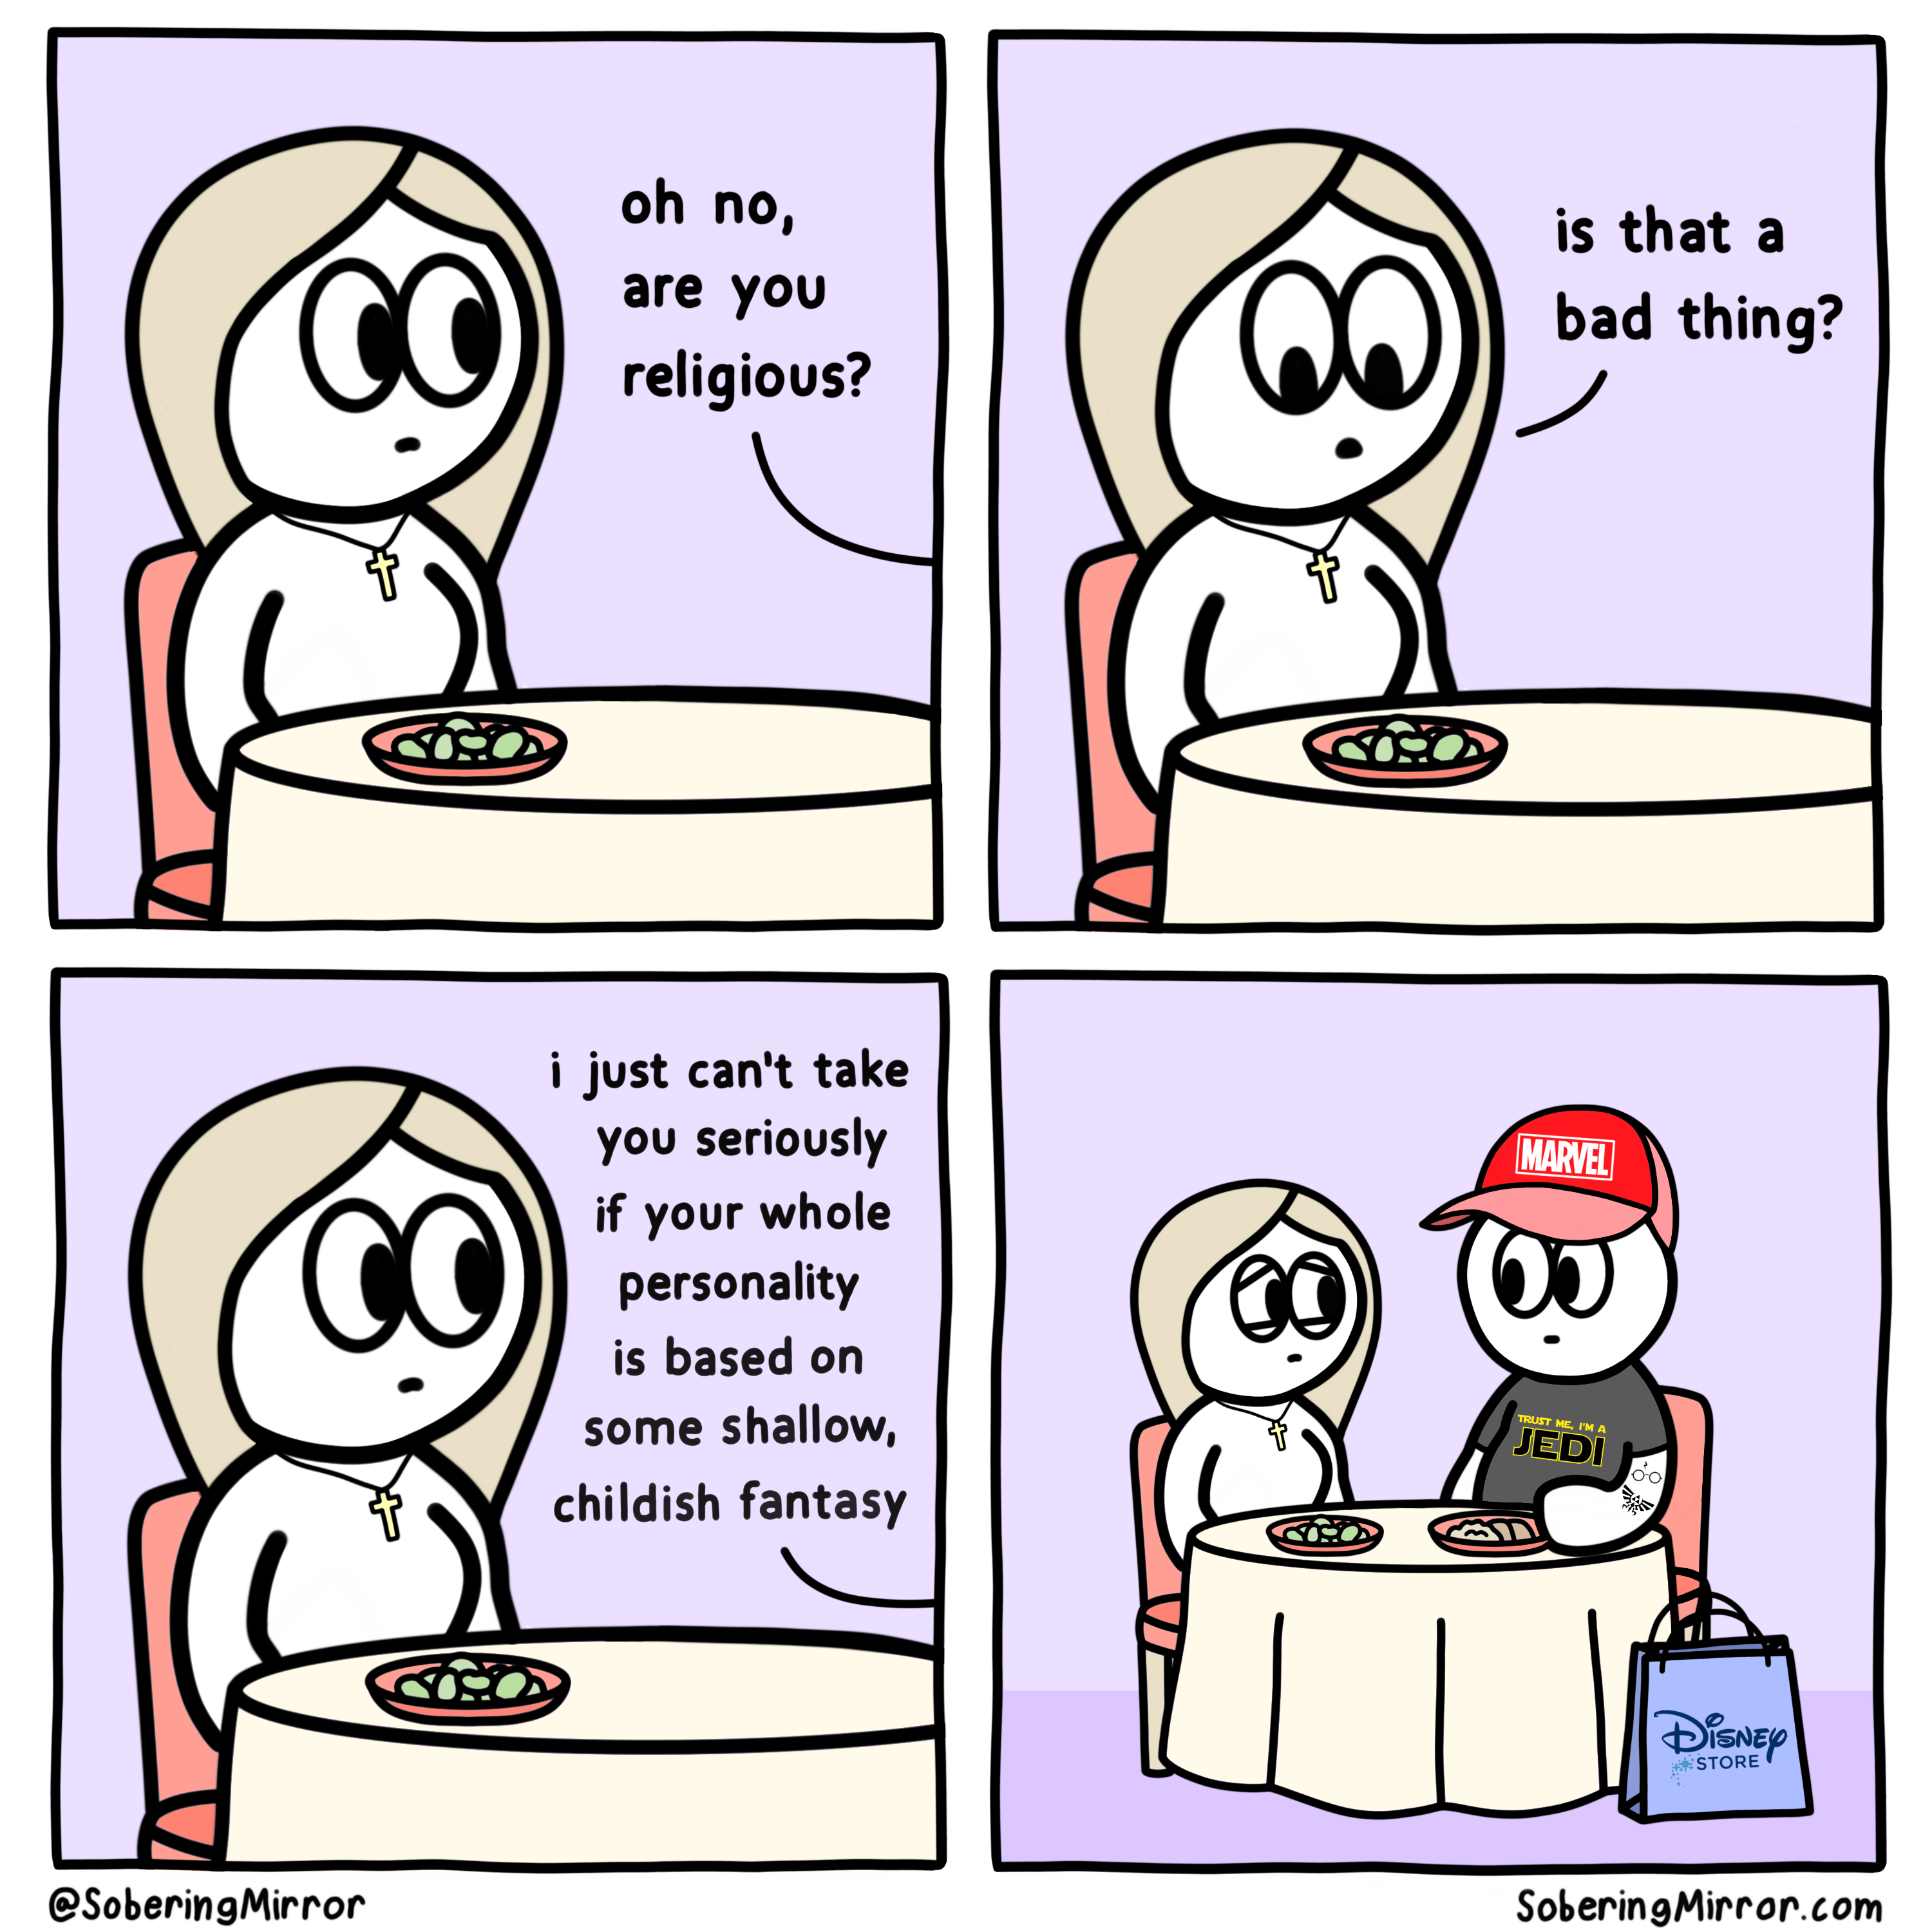 oh no,
are you
religious?
is that a
bad thing?
i just can't take
you seriously
if your whole
personality
is based on
some shallow,
childish fantasy
MARVEL
TRUST ME, I'M A
JEDI
Disney
STORE
@SoberingMirror
SoberingMirror.com